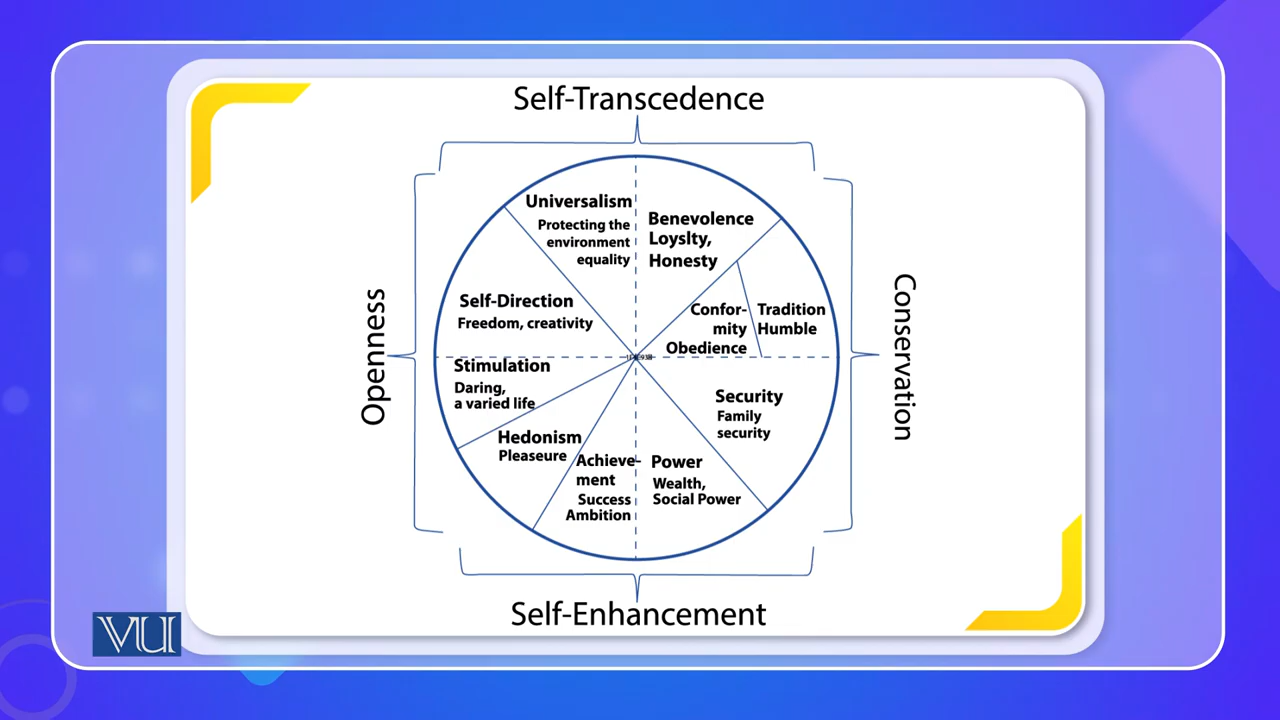 Self-Transcedence
Universalism
Protecting the
environment
equality
Benevolence
Loyslty,
Honesty
Self-Direction
Freedom, creativity
Confor-
mity
Obedience
Tradition
Humble
Openness
Conservation
Stimulation
Daring,
a varied life
Security
Family
security
Hedonism
Pleaseure
Achieve-
ment
Success
Ambition
Power
Wealth,
Social Power
Self-Enhancement
VU